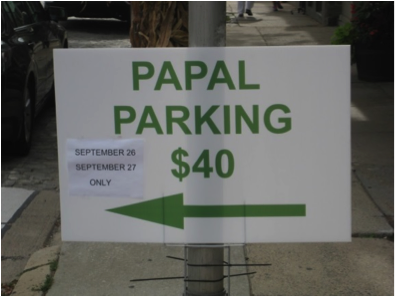 PAPAL
PARKING
$40
SEPTEMBER 26
SEPTEMBER 27
ONLY